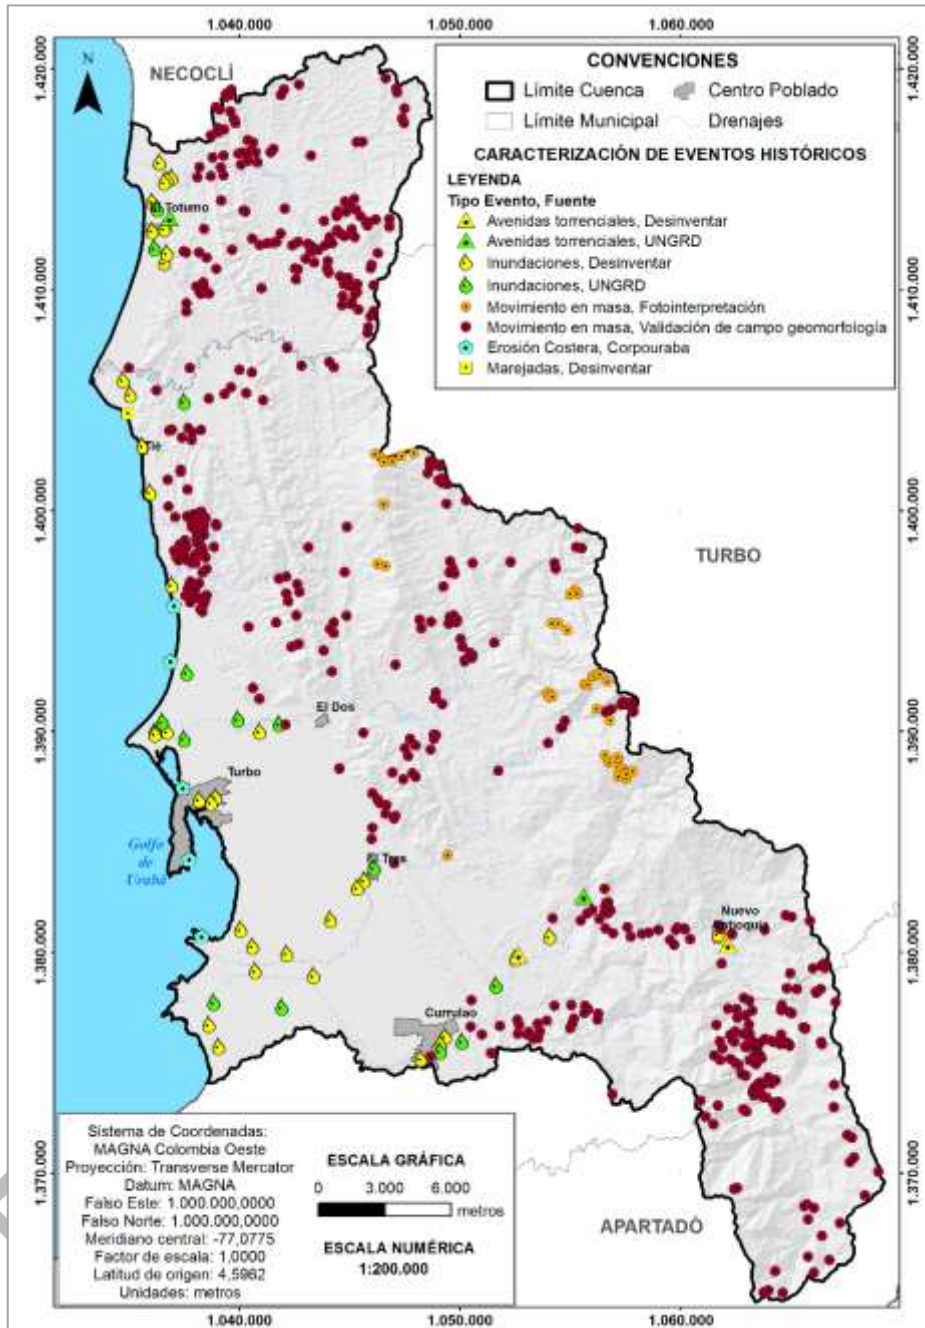 1.040.000 1.050.000 1.060.000
1.420.000
1.410.000
1.400.000
1.390.000
1.380.000
1.370.000
N
NECOCLÍ
CONVENCIONES
Límite Cuenca Centro Poblado
Límite Municipal Drenajes
CARACTERIZACIÓN DE EVENTOS HISTÓRICOS
LEYENDA
Tipo Evento, Fuente
Avenidas torrenciales, Desinventar
Avenidas torrenciales, UNGRD
Inundaciones, Desinventar
Inundaciones, UNGRD
Movimiento en masa, Fotointerpretación
Movimiento en masa, Validación de campo geomorfología
Erosión Costera, Corpouraba
Marejadas, Desinventar
El Totumo
TURBO
El Dos
Turbo
Golfo
de
Urabá
El Tres
Nuevo
Antioquia
Currulao
APARTADÓ
Sistema de Coordenadas:
MAGNA Colombia Oeste
Proyección: Transverse Mercator
Datum: MAGNA
Falso Este: 1.000.000,0000
Falso Norte: 1.000.000,0000
Meridiano central: -77,0775
Factor de escala: 1,0000
Latitud de origen: 4,5962
Unidades: metros
ESCALA GRÁFICA
0 3.000 6.000
metros
ESCALA NUMÉRICA
1:200.000
1.420.000
1.410.000
1.400.000
1.390.000
1.380.000
1.370.000
1.040.000 1.050.000 1.060.000